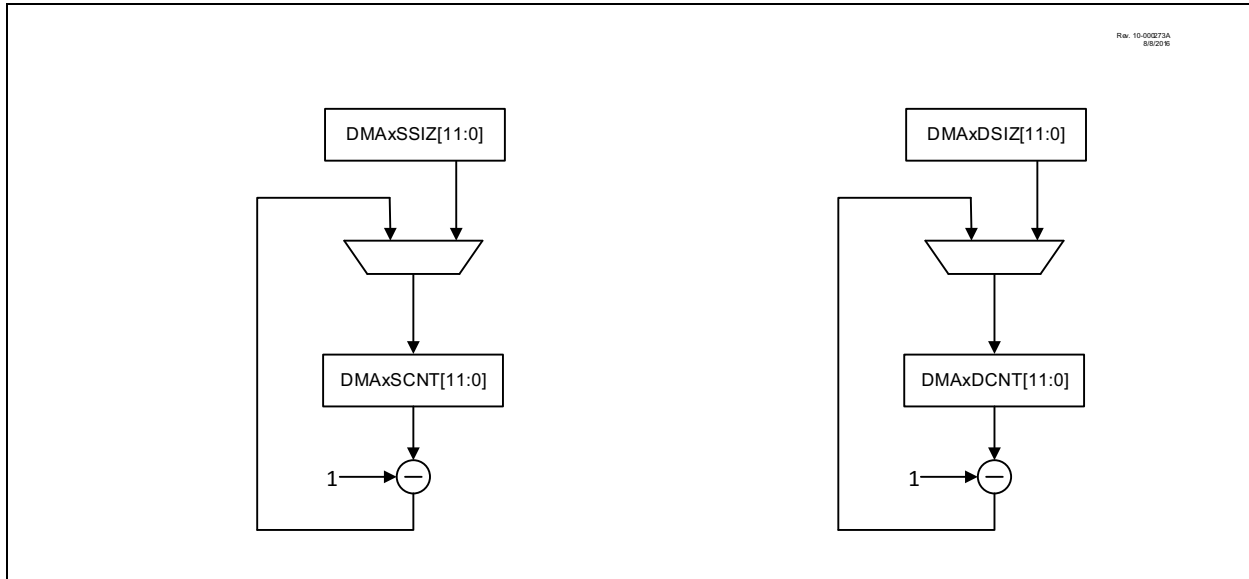 Rev. 10-000273A
8/8/2016
DMAxSSIZ[11:0]
DMAxDSIZ[11:0]
DMAxSCNT[11:0]
DMAxDCNT[11:0]
1
−
1
−